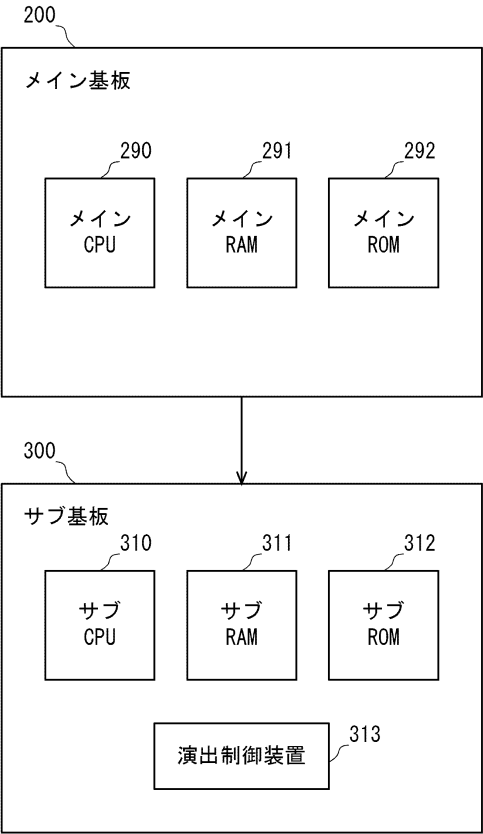 200
メイン基板
290
291
292
メイン
CPU
メイン
RAM
メイン
ROM
300
サブ基板
310
311
312
サブ
CPU
サブ
RAM
サブ
ROM
313
演出制御装置